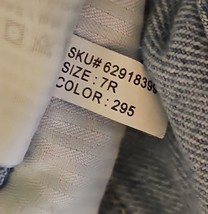 SKU# 6291839
SIZE : 7R
COLOR : 295